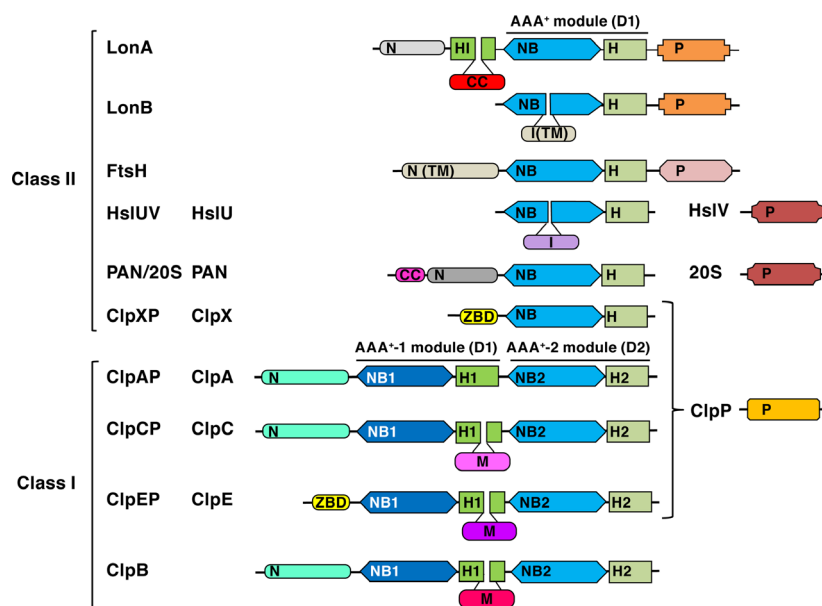 AAA⁺ module (D1)
LonA N HI NB H P
CC
LonB NB H P
I(TM)
Class II
FtsH N (TM) NB H P
HslUV HslU NB H HslV P
I
PAN/20S PAN CC N NB H 20S P
ClpXP ClpX ZBD NB H
AAA⁺-1 module (D1) AAA⁺-2 module (D2)
ClpAP ClpA N NB1 H1 NB2 H2
ClpP P
ClpCP ClpC N NB1 H1 NB2 H2
M
Class I
ClpEP ClpE ZBD NB1 H1 NB2 H2
M
ClpB N NB1 H1 NB2 H2
M